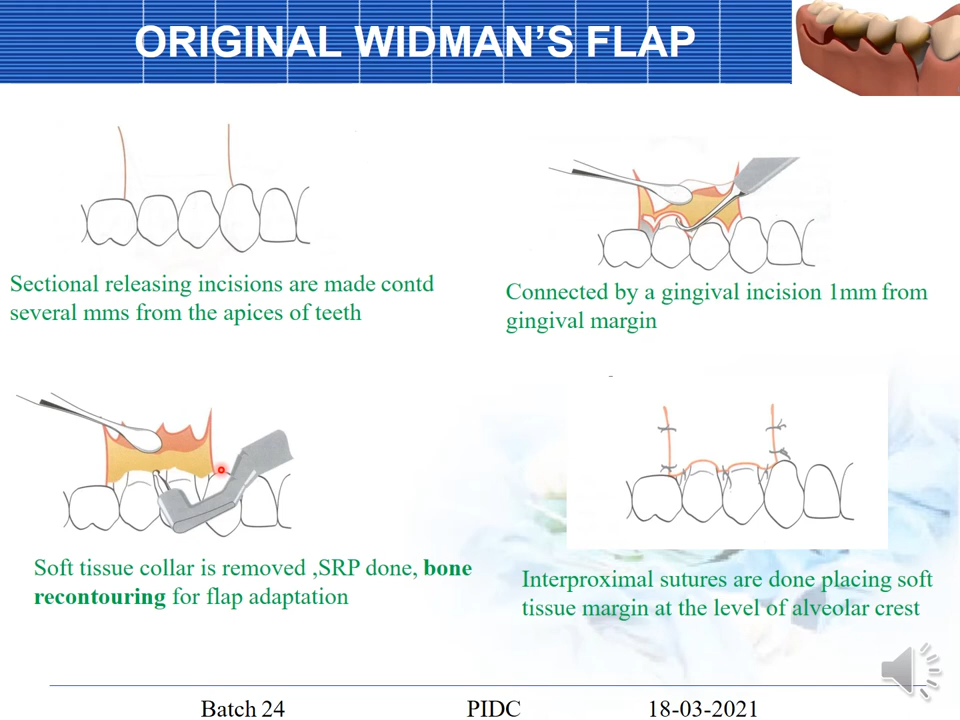 ORIGINAL WIDMAN’S FLAP
Sectional releasing incisions are made contd
several mms from the apices of teeth
Connected by a gingival incision 1mm from
gingival margin
Soft tissue collar is removed ,SRP done, bone
recontouring for flap adaptation
Interproximal sutures are done placing soft
tissue margin at the level of alveolar crest
Batch 24 PIDC 18-03-2021